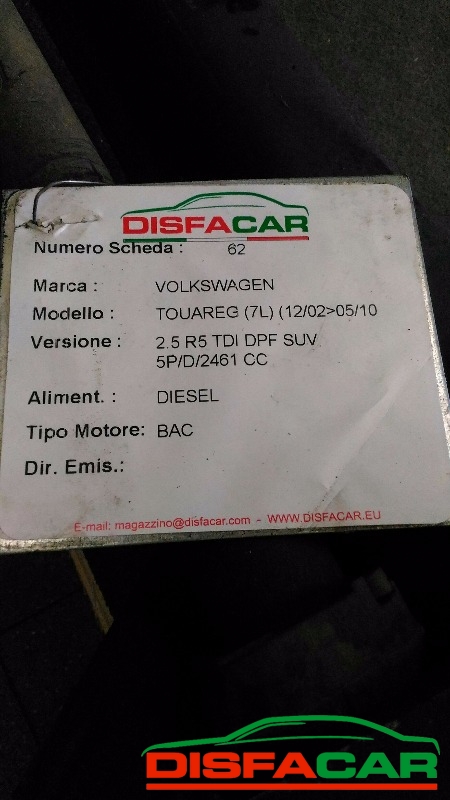 DISFACAR
Numero Scheda : 62
Marca : VOLKSWAGEN
Modello : TOUAREG (7L) (12/02>05/10
Versione : 2.5 R5 TDI DPF SUV
5P/D/2461 CC
Aliment. : DIESEL
Tipo Motore: BAC
Dir. Emis.:
E-mail: magazzino@disfacar.com - WWW.DISFACAR.EU
DISFACAR